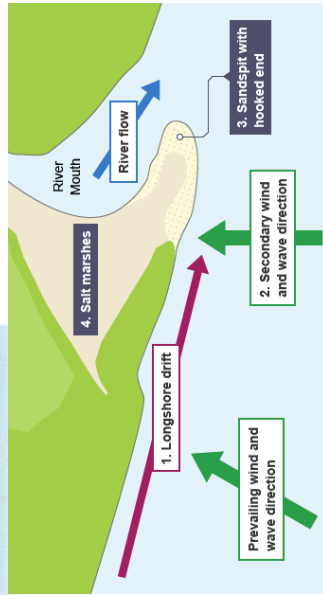 River
Mouth
River flow
3. Sandspit with
hooked end
4. Salt marshes
1. Longshore drift
2. Secondary wind
and wave direction
Prevailing wind and
wave direction